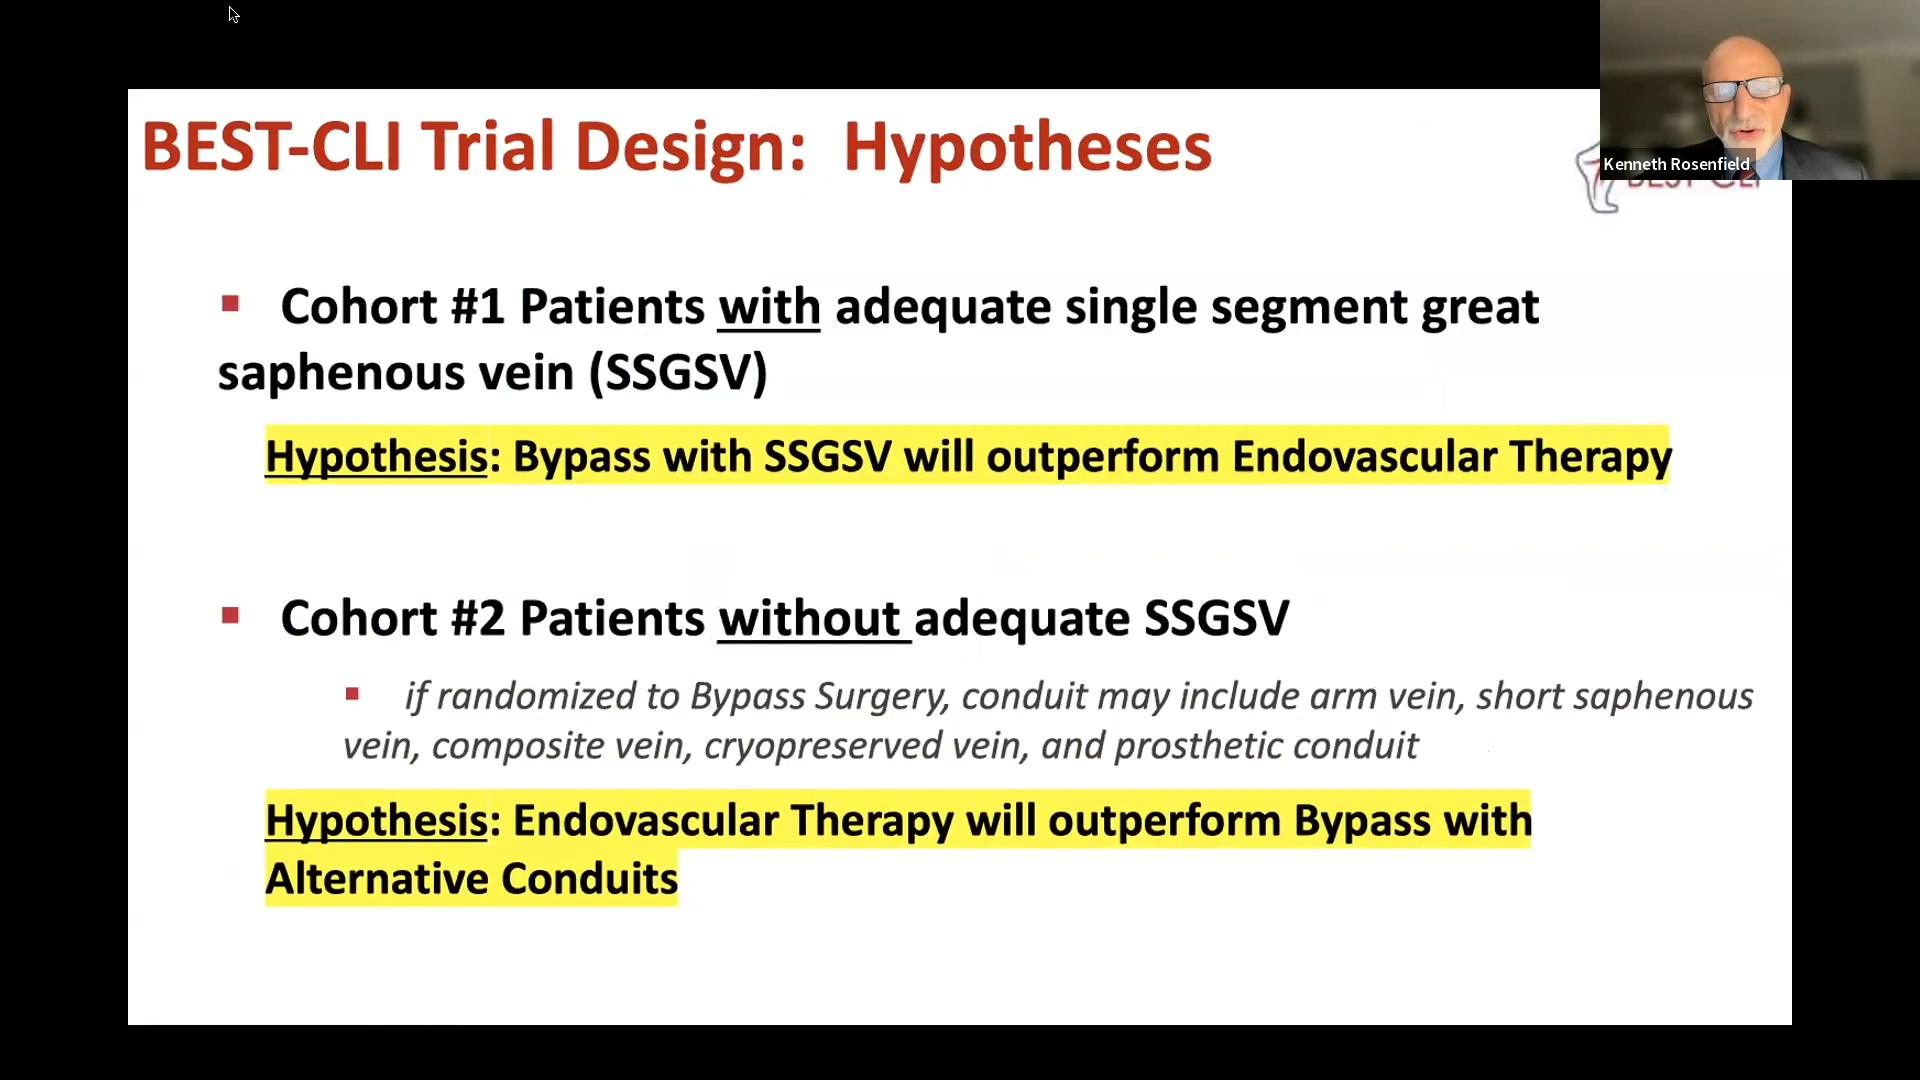 BEST-CLI Trial Design: Hypotheses
Kenneth Rosenfield
BEST-CLI
▪ Cohort #1 Patients with adequate single segment great
saphenous vein (SSGSV)
Hypothesis: Bypass with SSGSV will outperform Endovascular Therapy
▪ Cohort #2 Patients without adequate SSGSV
▪ if randomized to Bypass Surgery, conduit may include arm vein, short saphenous
vein, composite vein, cryopreserved vein, and prosthetic conduit
Hypothesis: Endovascular Therapy will outperform Bypass with
Alternative Conduits